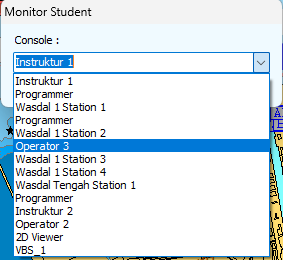 Monitor Student
Console :
Instruktur 1
Instruktur 1
Programmer
Wasdal 1 Station 1
Programmer
Wasdal 1 Station 2
Operator 3
Wasdal 1 Station 3
Wasdal 1 Station 4
Wasdal Tengah Station 1
Programmer
Instruktur 2
Operator 2
2D Viewer
VBS_1